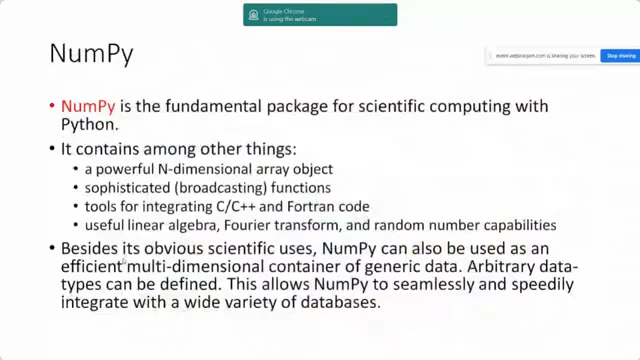 Google Chrome
is using the webcam
NumPy
event.webinarjam.com is sharing your screen.
Stop sharing
• NumPy is the fundamental package for scientific computing with
Python.
• It contains among other things:
• a powerful N-dimensional array object
• sophisticated (broadcasting) functions
• tools for integrating C/C++ and Fortran code
• useful linear algebra, Fourier transform, and random number capabilities
• Besides its obvious scientific uses, NumPy can also be used as an
efficient multi-dimensional container of generic data. Arbitrary data-
types can be defined. This allows NumPy to seamlessly and speedily
integrate with a wide variety of databases.